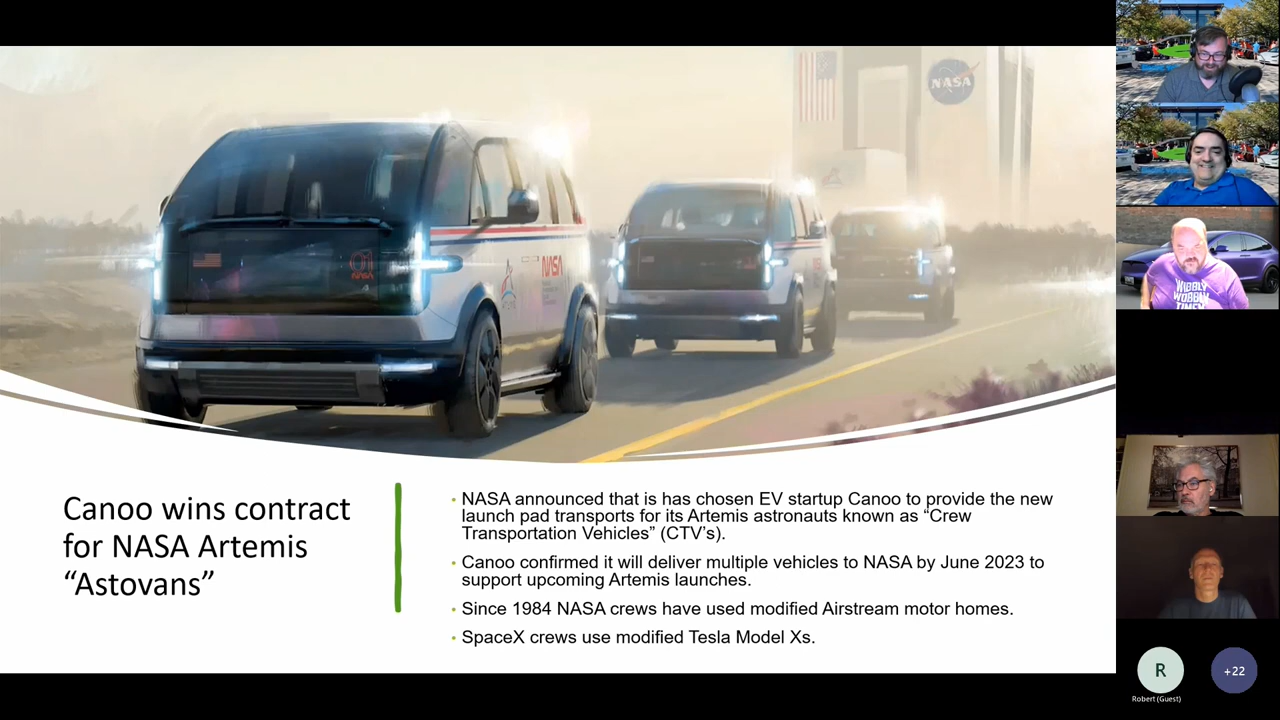 NASA
NASA
Canoo wins contract
for NASA Artemis
“Astovans”
• NASA announced that is has chosen EV startup Canoo to provide the new
launch pad transports for its Artemis astronauts known as “Crew
Transportation Vehicles” (CTV’s).
• Canoo confirmed it will deliver multiple vehicles to NASA by June 2023 to
support upcoming Artemis launches.
• Since 1984 NASA crews have used modified Airstream motor homes.
• SpaceX crews use modified Tesla Model Xs.
WIBBLY
WOBBLY
TIMEY
R
+22
Robert (Guest)